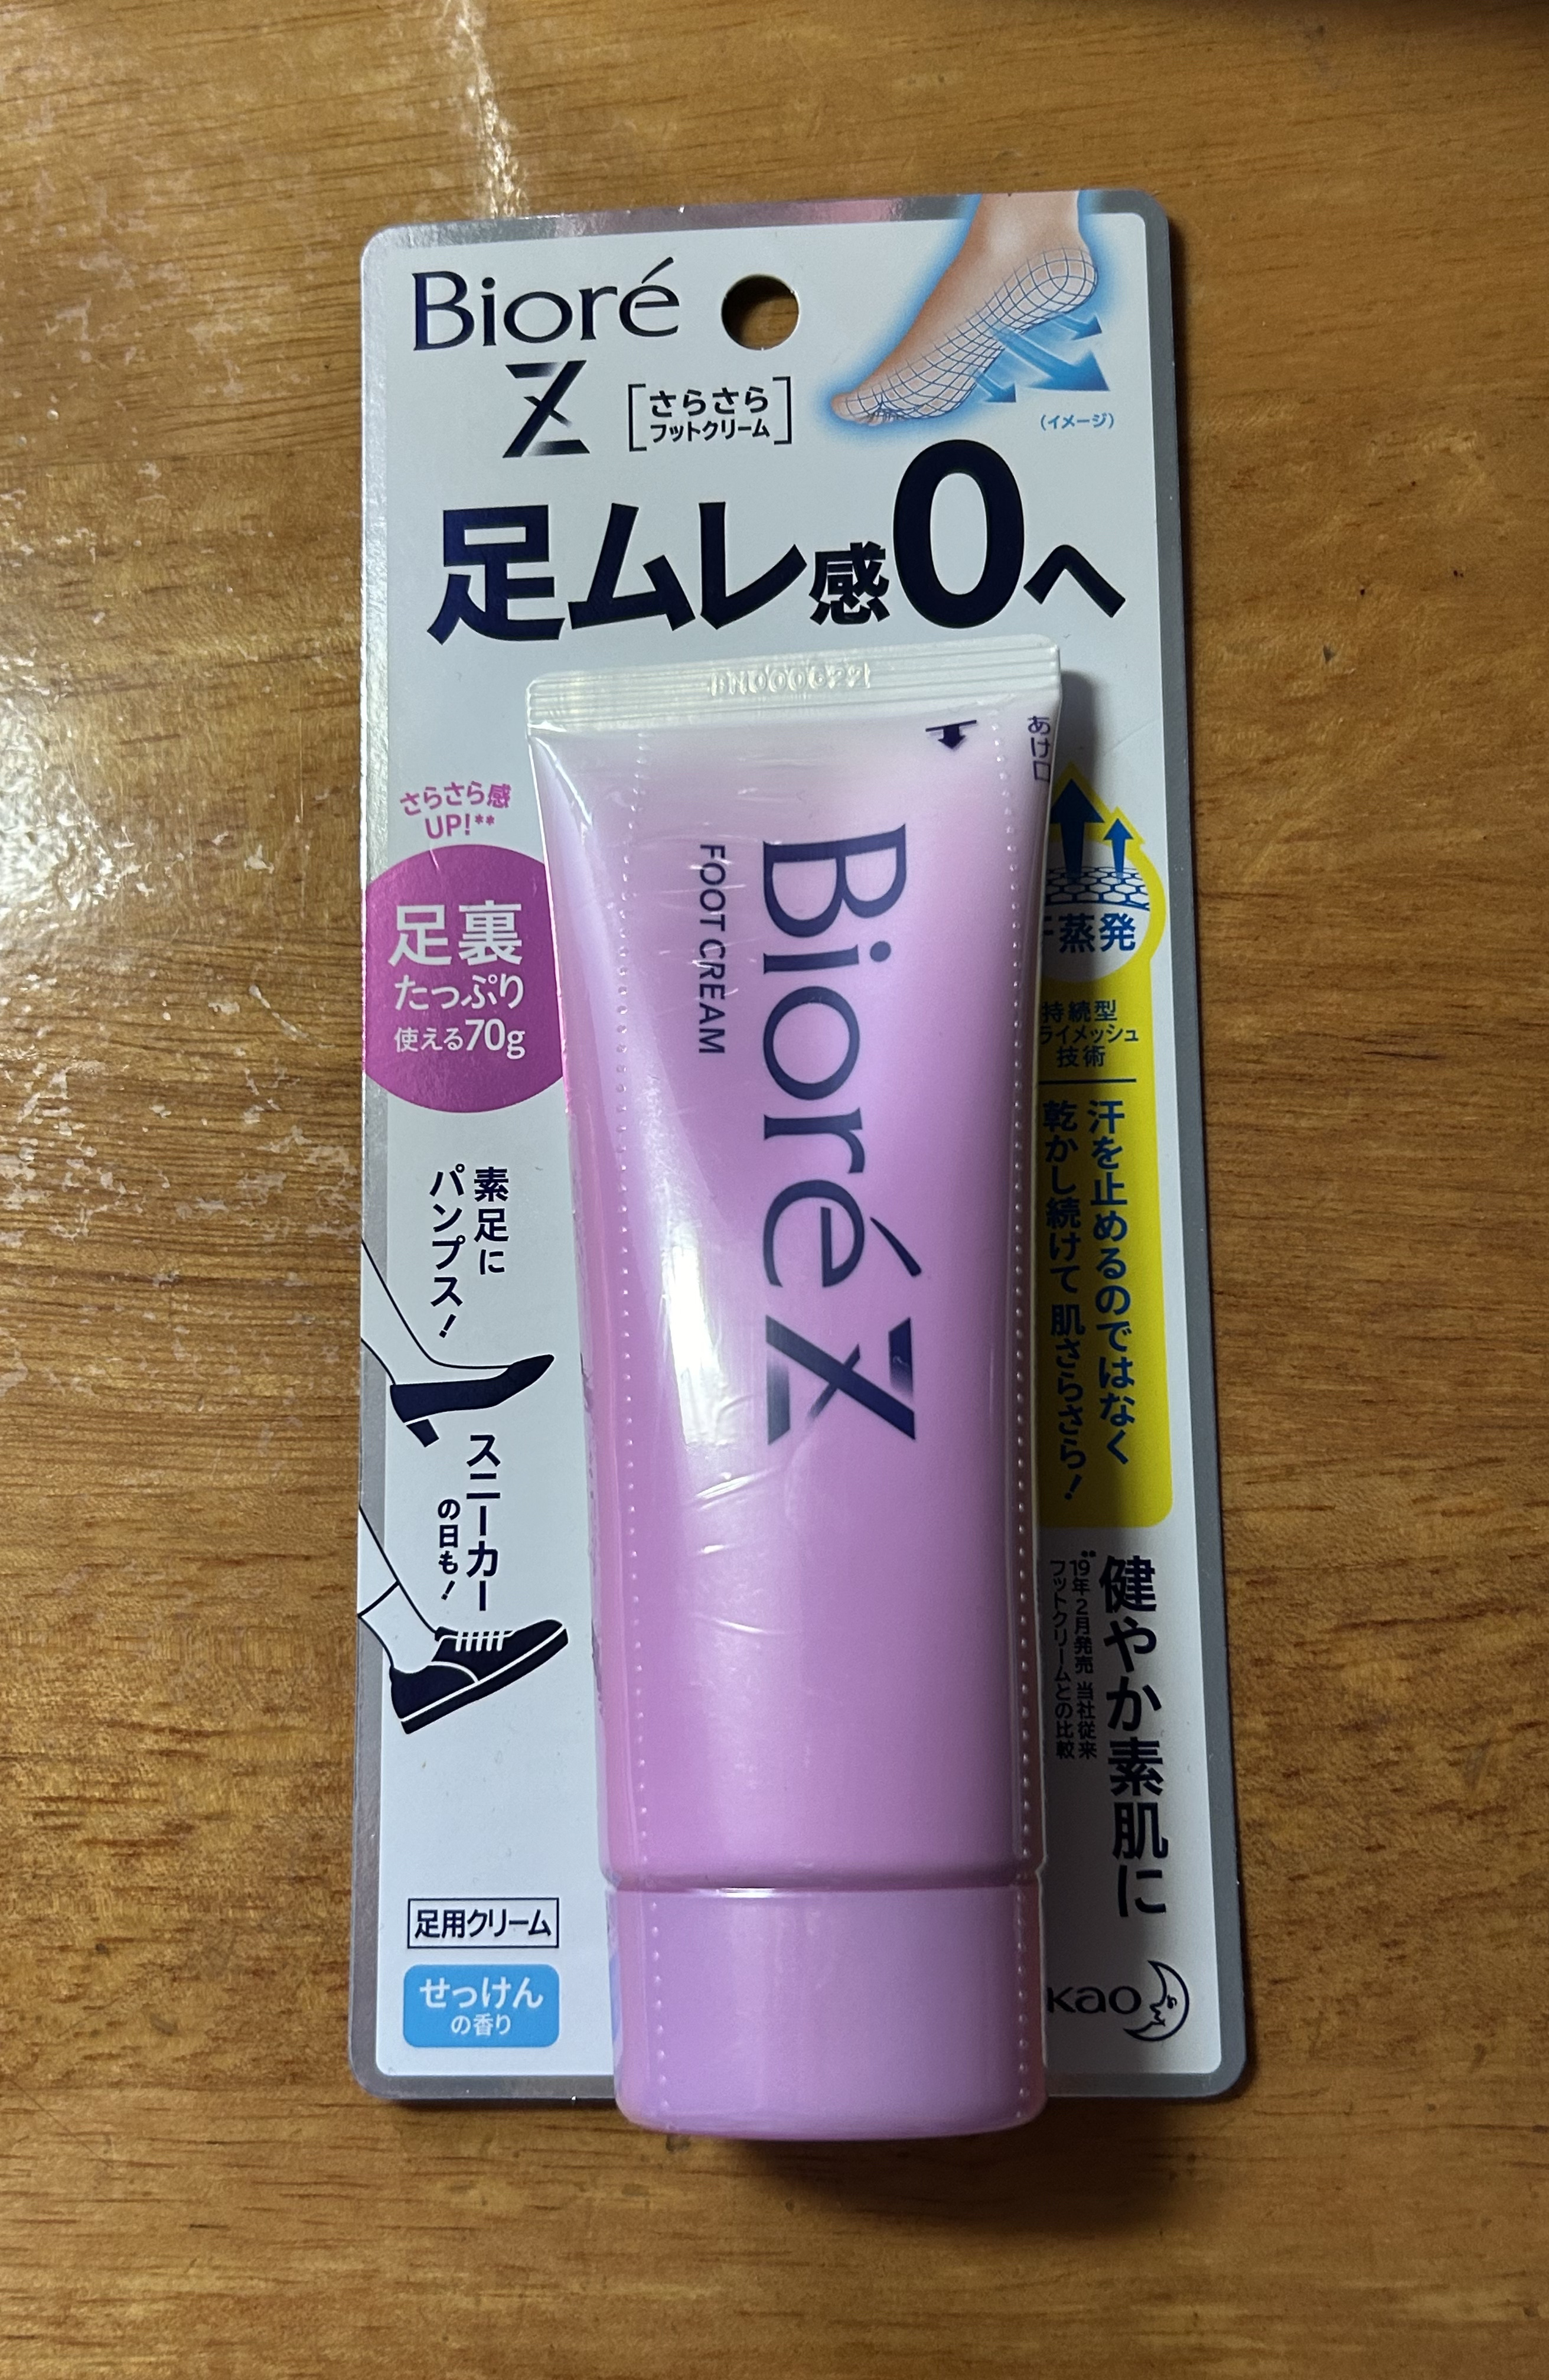 Bioré
Z
さらさら
フットクリーム
(イメージ)
足ムレ感0へ
あけ口
さらさら感
UP!**
足裏
たっぷり
使える70g
Bioré Z
FOOT CREAM
蒸発
持続型
ライメッシュ
技術
汗を止めるのではなく
乾かし続けて 肌さらさら!
素足に
パンプス!
スニーカー
の日も!
健やか素肌に
**19年2月発売 当社従来
フットクリームとの比較
足用クリーム
せっけん
の香り
kao